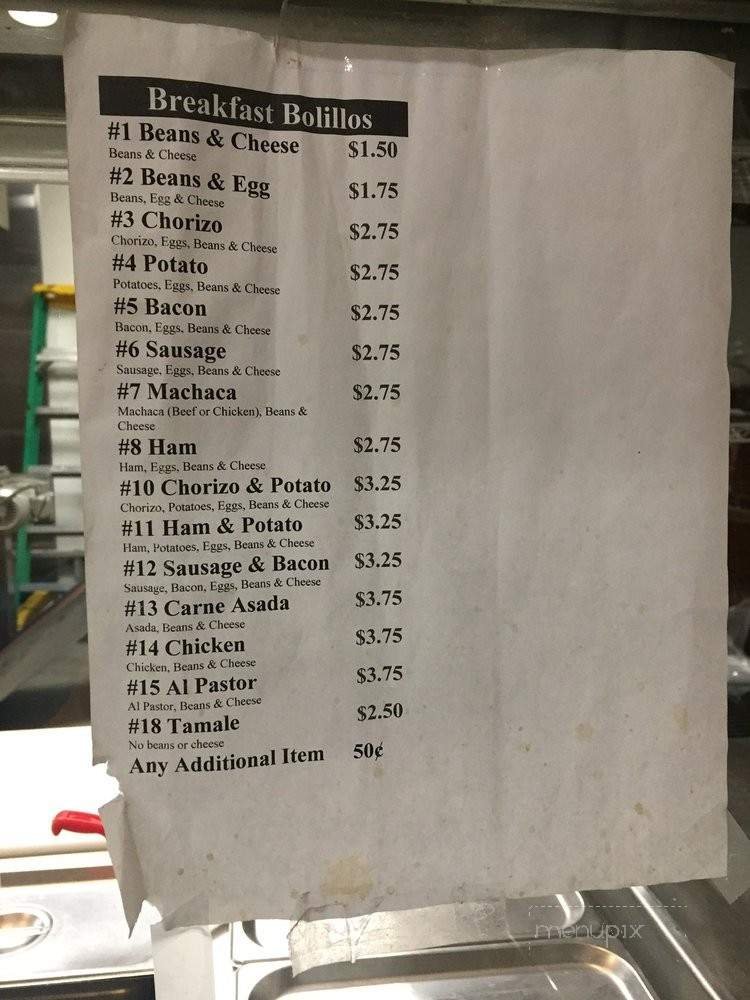 Breakfast Bolillos
#1 Beans & Cheese $1.50
Beans & Cheese
#2 Beans & Egg $1.75
Beans, Egg & Cheese
#3 Chorizo $2.75
Chorizo, Eggs, Beans & Cheese
#4 Potato $2.75
Potatoes, Eggs, Beans & Cheese
#5 Bacon $2.75
Bacon, Eggs, Beans & Cheese
#6 Sausage $2.75
Sausage, Eggs, Beans & Cheese
#7 Machaca $2.75
Machaca (Beef or Chicken), Beans &
Cheese
#8 Ham $2.75
Ham, Eggs, Beans & Cheese
#10 Chorizo & Potato $3.25
Chorizo, Potatoes, Eggs, Beans & Cheese
#11 Ham & Potato $3.25
Ham, Potatoes, Eggs, Beans & Cheese
#12 Sausage & Bacon $3.25
Sausage, Bacon, Eggs, Beans & Cheese
#13 Carne Asada $3.75
Asada, Beans & Cheese
#14 Chicken $3.75
Chicken, Beans & Cheese
#15 Al Pastor $3.75
Al Pastor, Beans & Cheese
#18 Tamale $2.50
No beans or cheese
Any Additional Item 50¢
menupix